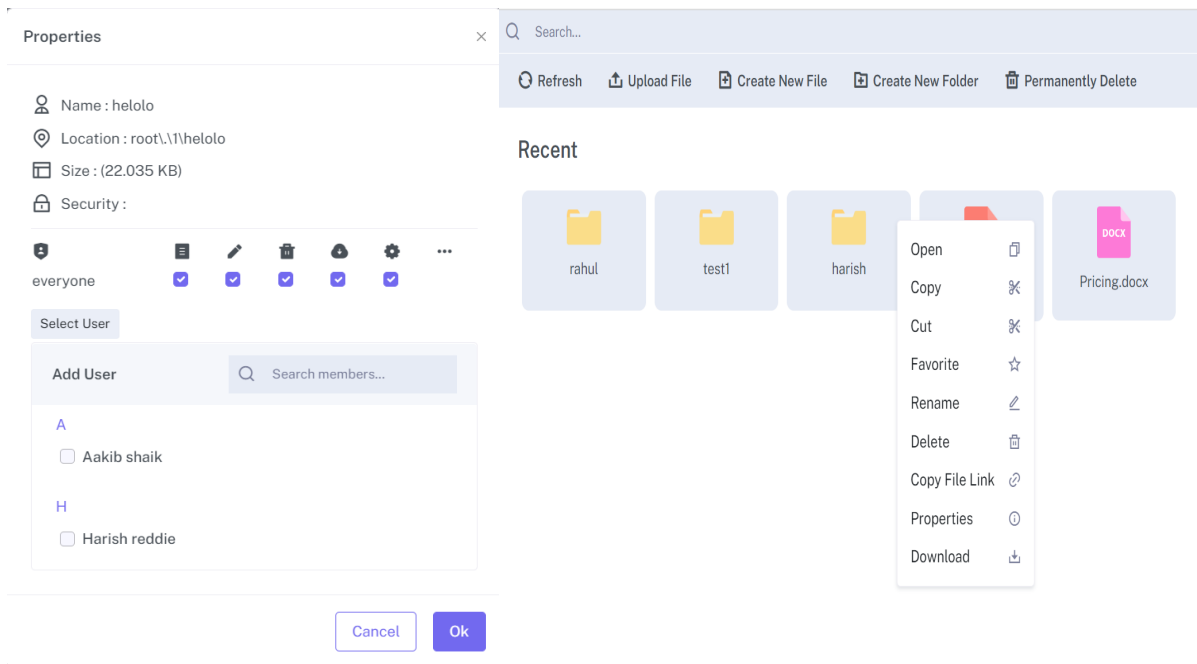 Properties
Name : helolo
Location : root\.\1\helolo
Size : (22.035 KB)
Security :
everyone
Select User
Add User
Search members...
A
Aakib shaik
H
Harish reddie
Cancel
Ok
Search...
Refresh
Upload File
Create New File
Create New Folder
Permanently Delete
Recent
rahul
test1
harish
DOCX
Pricing.docx
Open
Copy
Cut
Favorite
Rename
Delete
Copy File Link
Properties
Download